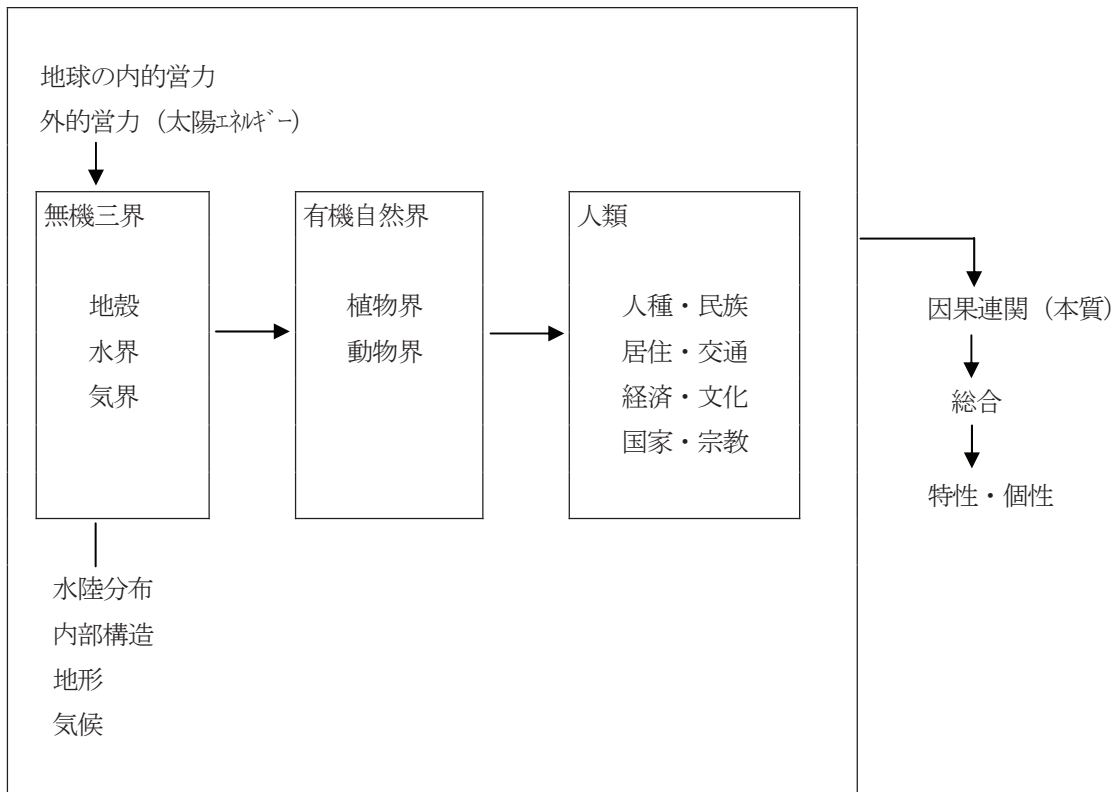 地球の内的営力
外的営力（太陽ｴﾈﾙｷﾞｰ）
無機三界
地殻
水界
気界
有機自然界
植物界
動物界
人類
人種・民族
居住・交通
経済・文化
国家・宗教
因果連関（本質）
総合
特性・個性
水陸分布
内部構造
地形
気候